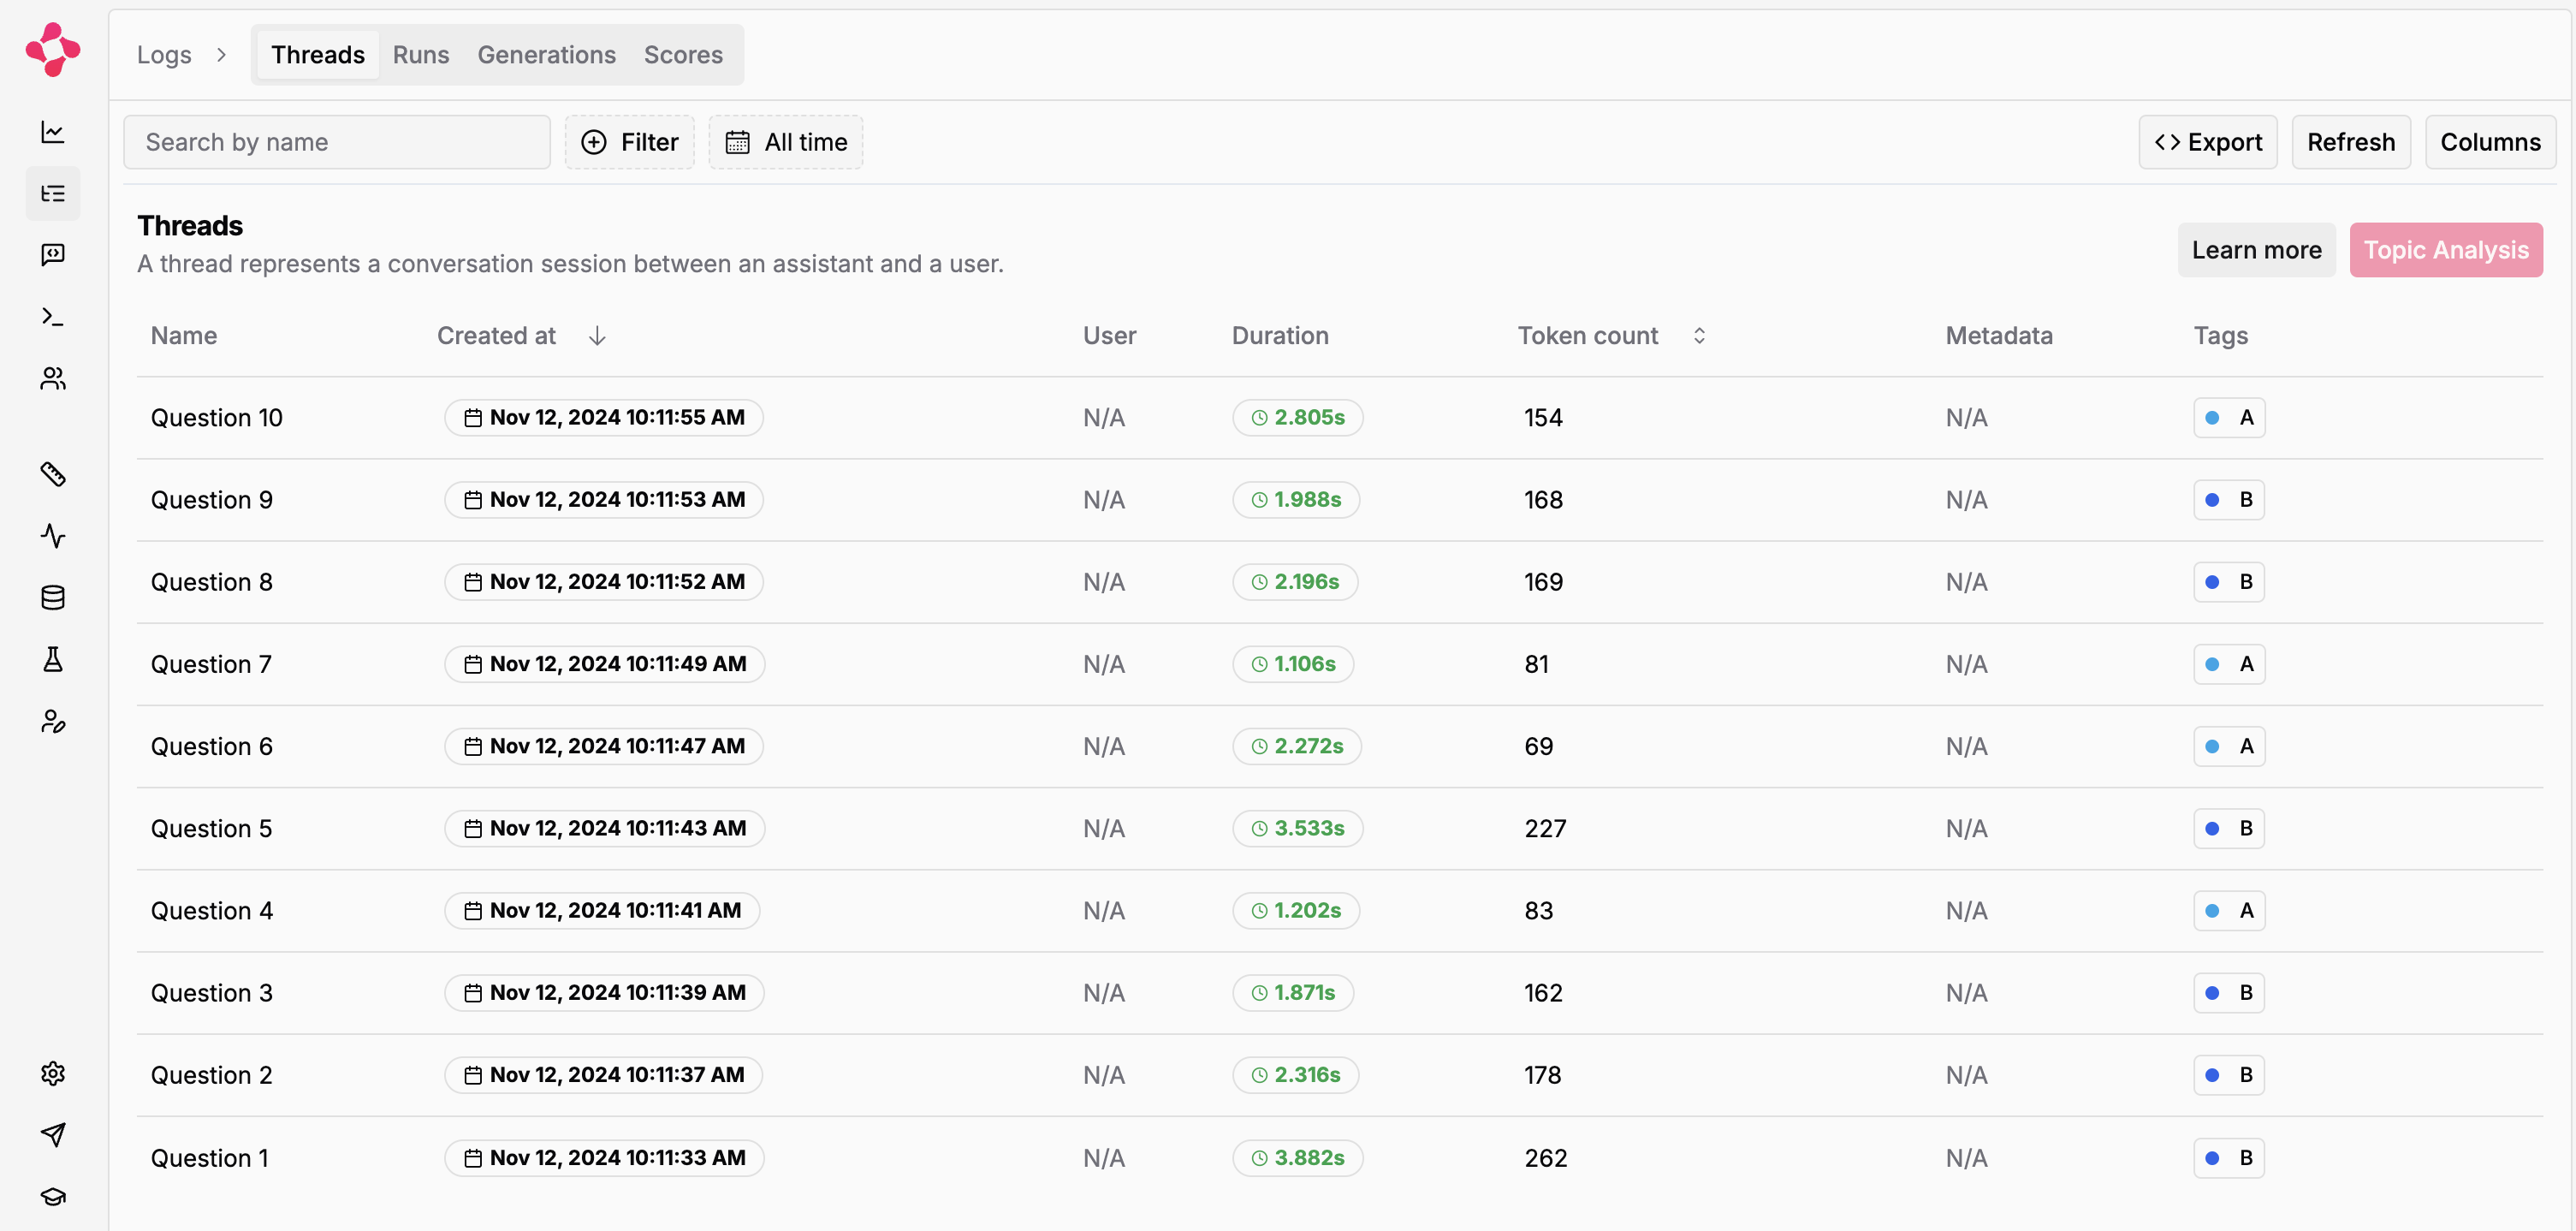 Logs > Threads Runs Generations Scores
Search by name Filter All time <> Export Refresh Columns
Threads
A thread represents a conversation session between an assistant and a user.
Learn more Topic Analysis
Name Created at User Duration Token count Metadata Tags
Question 10 Nov 12, 2024 10:11:55 AM N/A 2.805s 154 N/A A
Question 9 Nov 12, 2024 10:11:53 AM N/A 1.988s 168 N/A B
Question 8 Nov 12, 2024 10:11:52 AM N/A 2.196s 169 N/A B
Question 7 Nov 12, 2024 10:11:49 AM N/A 1.106s 81 N/A A
Question 6 Nov 12, 2024 10:11:47 AM N/A 2.272s 69 N/A A
Question 5 Nov 12, 2024 10:11:43 AM N/A 3.533s 227 N/A B
Question 4 Nov 12, 2024 10:11:41 AM N/A 1.202s 83 N/A A
Question 3 Nov 12, 2024 10:11:39 AM N/A 1.871s 162 N/A B
Question 2 Nov 12, 2024 10:11:37 AM N/A 2.316s 178 N/A B
Question 1 Nov 12, 2024 10:11:33 AM N/A 3.882s 262 N/A B